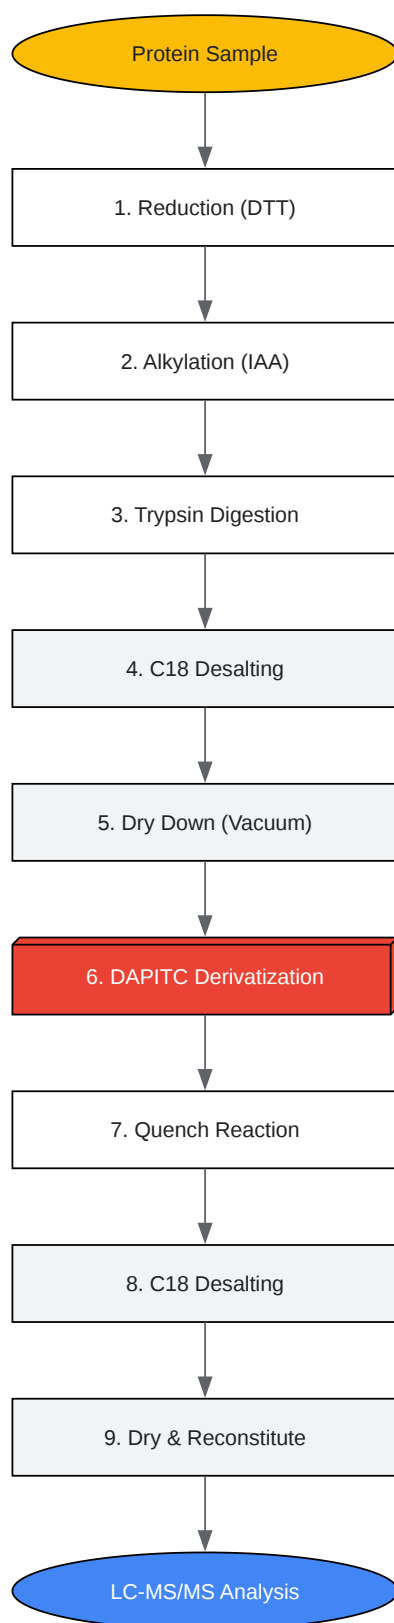 Protein Sample
1. Reduction (DTT)
2. Alkylation (IAA)
3. Trypsin Digestion
4. C18 Desalting
5. Dry Down (Vacuum)
6. DAPITC Derivatization
7. Quench Reaction
8. C18 Desalting
9. Dry & Reconstitute
LC-MS/MS Analysis